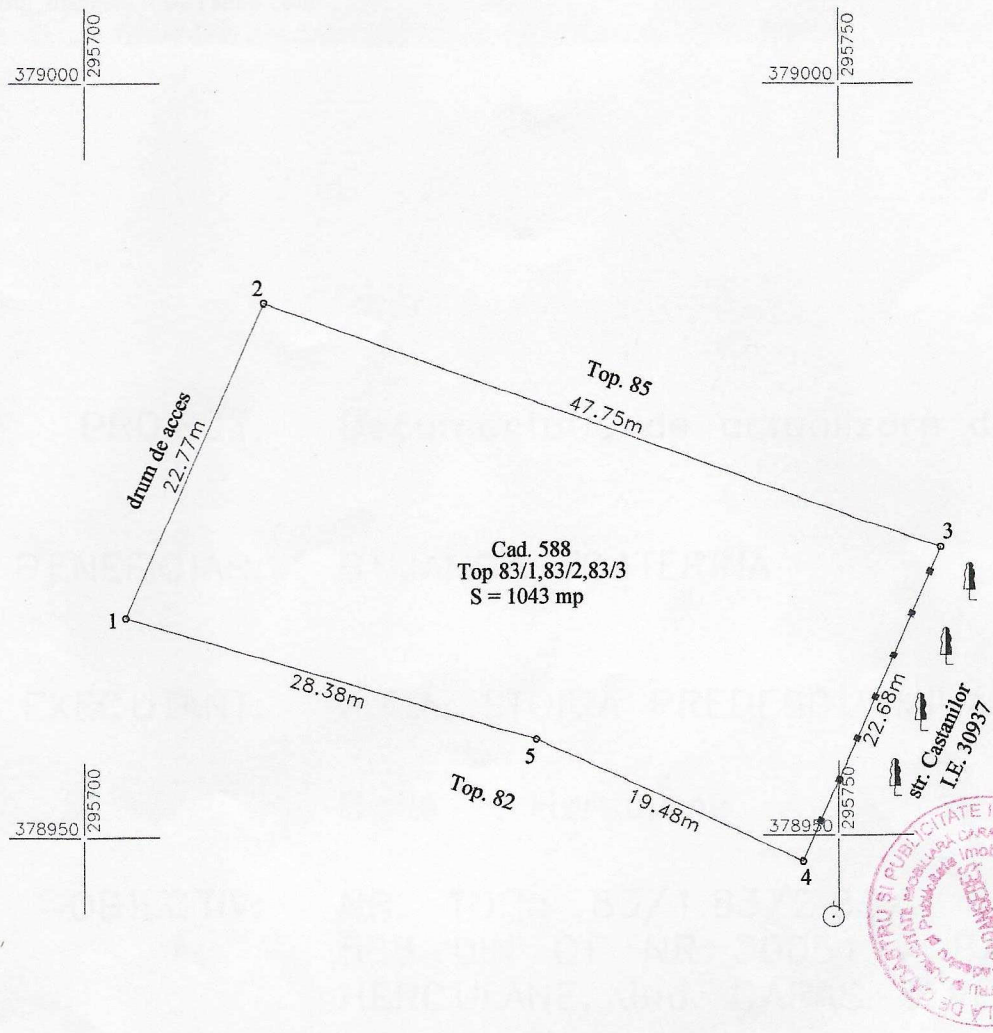 295700
379000
295750
379000
2
Top. 85
47.75m
drum de acces
22.77m
3
Cad. 588
Top 83/1,83/2,83/3
S = 1043 mp
1
28.38m
22.68m
str. Castanilor
I.E. 30937
5
Top. 82
19.48m
295700
378950
295750
378950
4